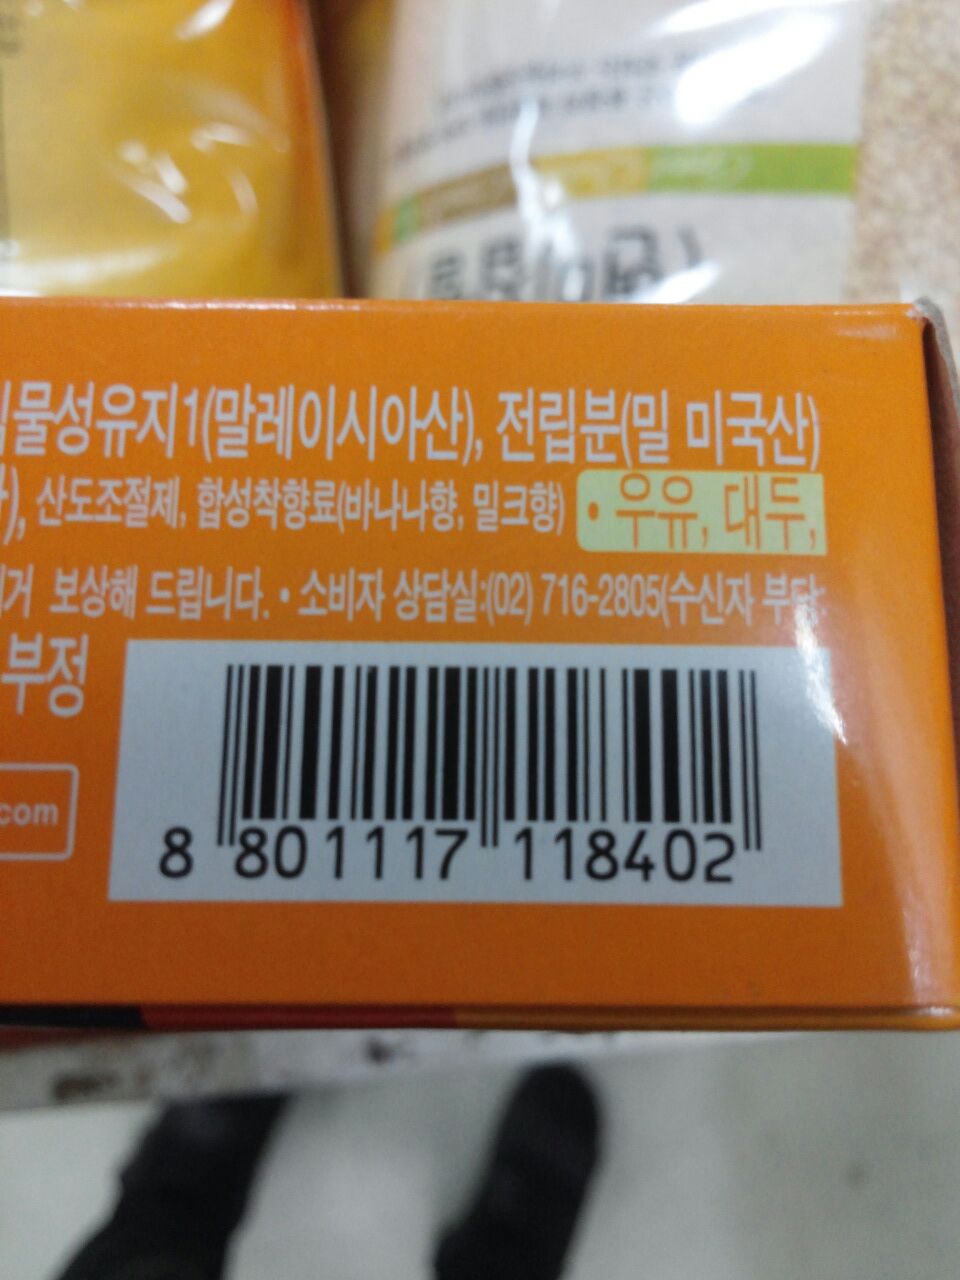 물성유지1(말레이시아산), 전립분(밀 미국산)
), 산도조절제, 합성착향료(바나나향, 밀크향) • 우유, 대두,
거 보상해 드립니다. • 소비자 상담실:(02) 716-2805(수신자 부담
부정
.com
8 801117 118402